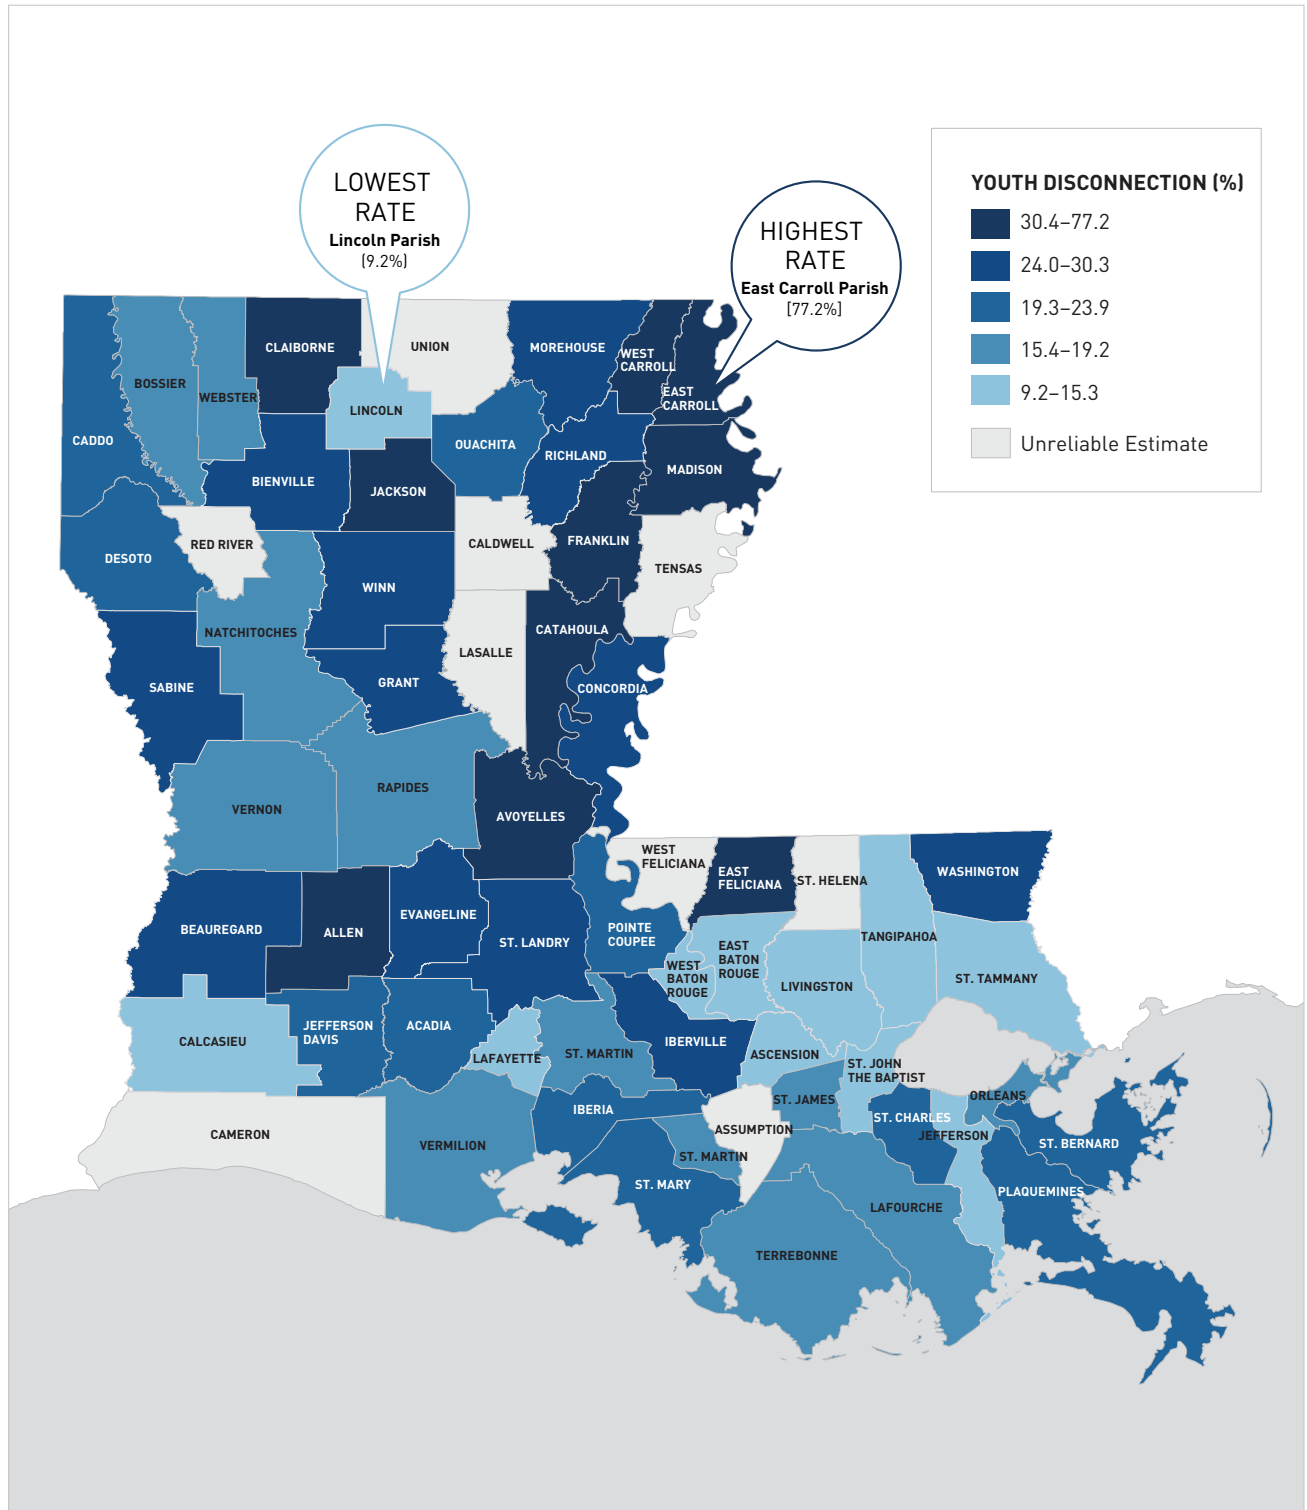 LOWEST
RATE
Lincoln Parish
(9.2%)
HIGHEST
RATE
East Carroll Parish
[77.2%]
YOUTH DISCONNECTION (%)
30.4–77.2
24.0–30.3
19.3–23.9
15.4–19.2
9.2–15.3
Unreliable Estimate
CLAIBORNE
UNION
MOREHOUSE
WEST
CARROLL
EAST
CARROLL
BOSSIER
WEBSTER
LINCOLN
CADDO
OUACHITA
RICHLAND
MADISON
BIENVILLE
JACKSON
RED RIVER
CALDWELL
FRANKLIN
DESOTO
TENSAS
WINN
NATCHITOCHES
CATAHOULA
LASALLE
SABINE
GRANT
CONCORDIA
RAPIDES
VERNON
AVOYELLES
WEST
FELICIANA
EAST
FELICIANA
ST. HELENA
WASHINGTON
BEAUREGARD
ALLEN
EVANGELINE
ST. LANDRY
POINTE
COUPEE
TANGIPAHOA
EAST
BATON
ROUGE
WEST
BATON
ROUGE
LIVINGSTON
ST. TAMMANY
CALCASIEU
JEFFERSON
DAVIS
ACADIA
LAFAYETTE
ST. MARTIN
IBERVILLE
ASCENSION
ST. JOHN
THE BAPTIST
ST. JAMES
ORLEANS
CAMERON
VERMILION
IBERIA
ASSUMPTION
ST. CHARLES
JEFFERSON
ST. BERNARD
ST. MARTIN
ST. MARY
PLAQUEMINES
LAFOURCHE
TERREBONNE